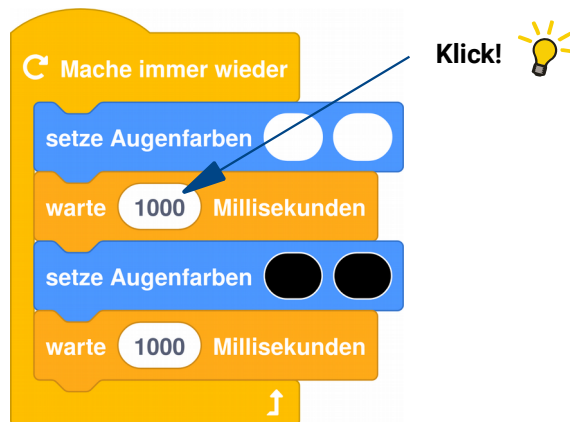 Mache immer wieder
Klick!
setze Augenfarben
warte 1000 Millisekunden
setze Augenfarben
warte 1000 Millisekunden